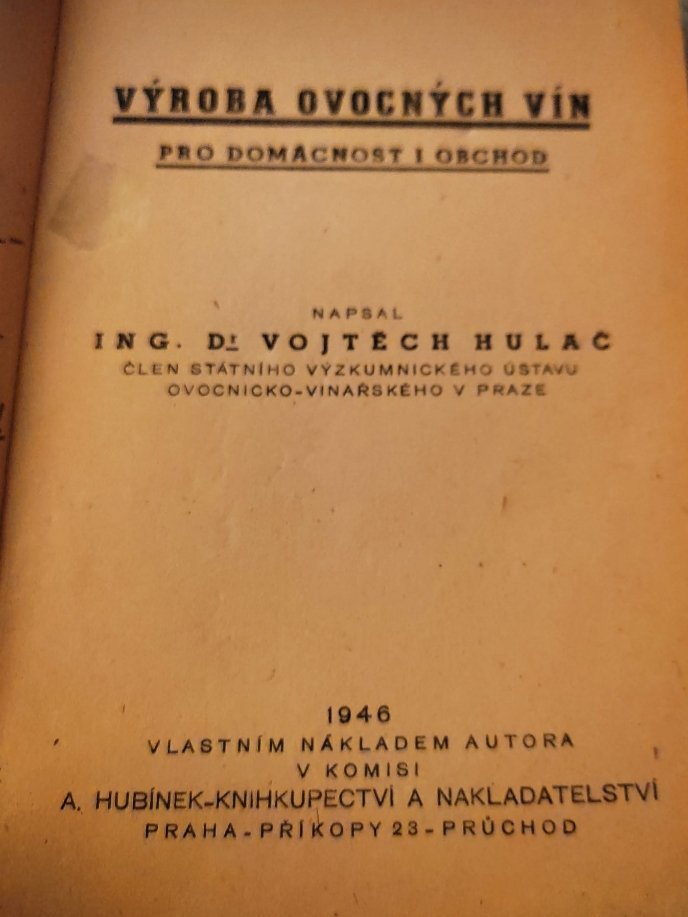 VÝROBA OVOCNÝCH VÍN
PRO DOMÁCNOST I OBCHOD
NAPSAL
ING. Dr VOJTĚCH HULAČ
ČLEN STÁTNÍHO VÝZKUMNICKÉHO ÚSTAVU
OVOCNICKO-VINAŘSKÉHO V PRAZE
1946
VLASTNÍM NÁKLADEM AUTORA
V KOMISI
A. HUBÍNEK-KNIHKUPECTVÍ A NAKLADATELSTVÍ
PRAHA-PŘÍKOPY 23-PRŮCHOD